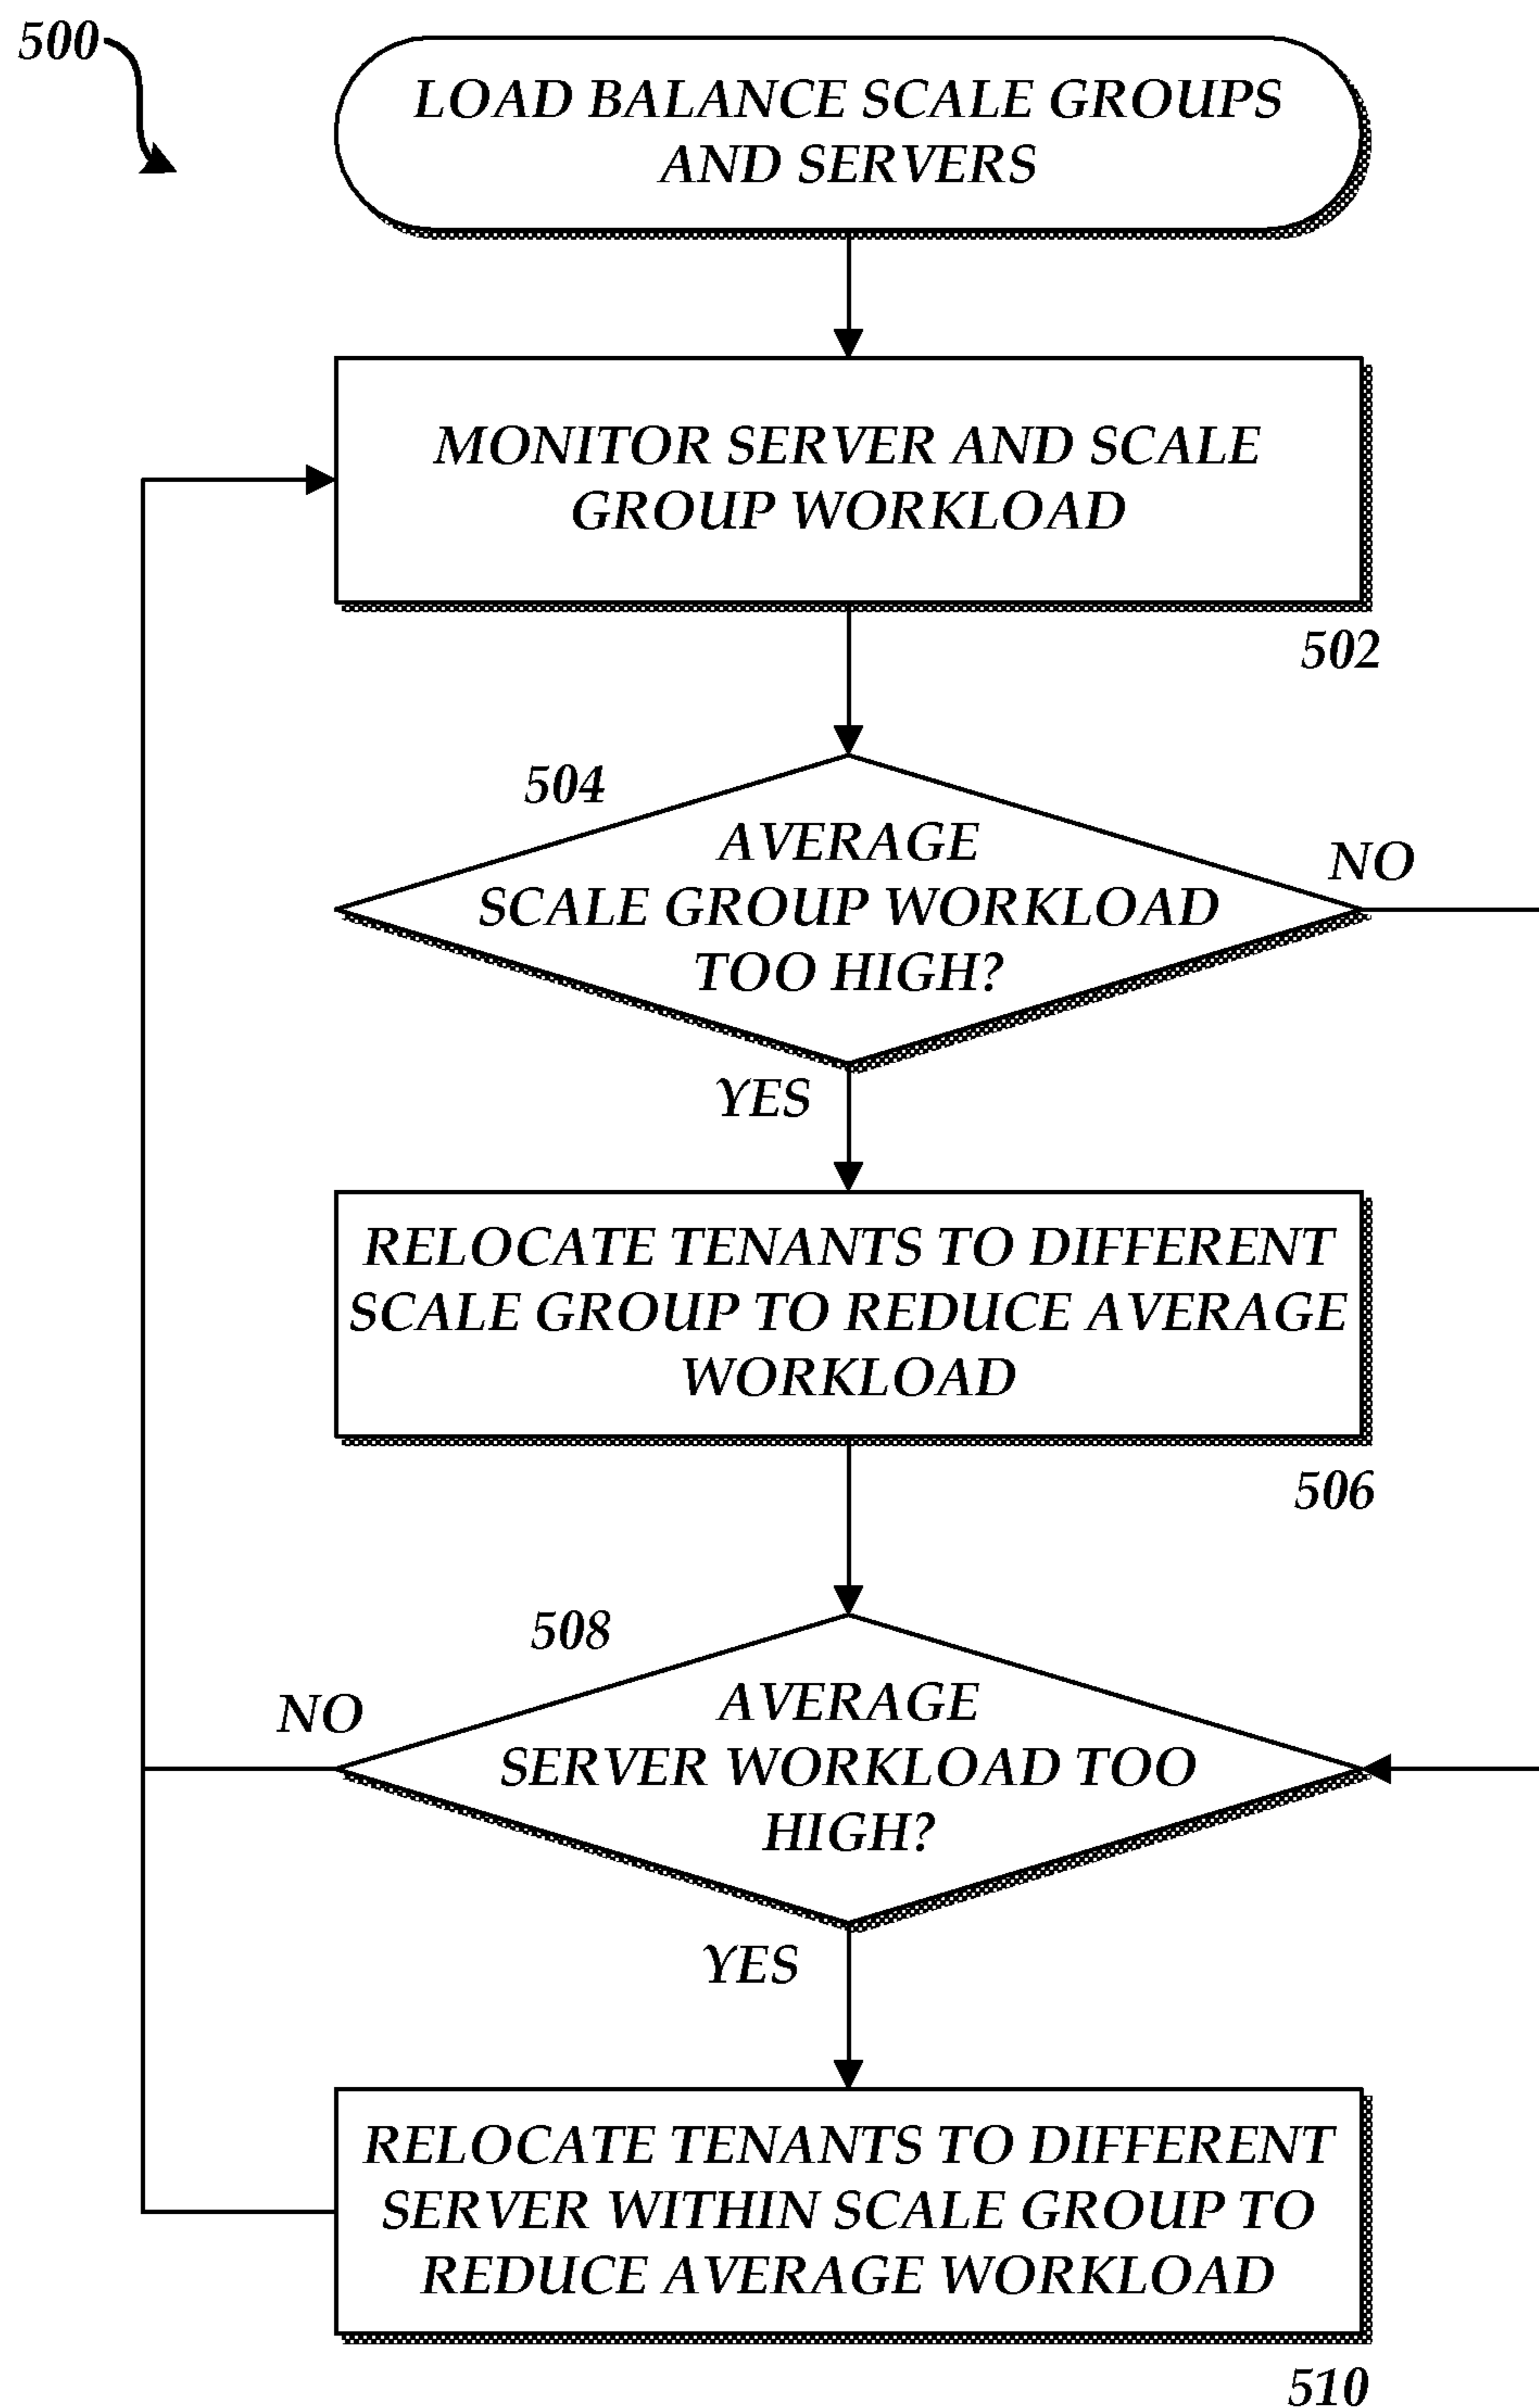 500
LOAD BALANCE SCALE GROUPS
AND SERVERS
MONITOR SERVER AND SCALE
GROUP WORKLOAD
502
504
AVERAGE
SCALE GROUP WORKLOAD
TOO HIGH?
NO
YES
RELOCATE TENANTS TO DIFFERENT
SCALE GROUP TO REDUCE AVERAGE
WORKLOAD
506
508
AVERAGE
SERVER WORKLOAD TOO
HIGH?
NO
YES
RELOCATE TENANTS TO DIFFERENT
SERVER WITHIN SCALE GROUP TO
REDUCE AVERAGE WORKLOAD
510